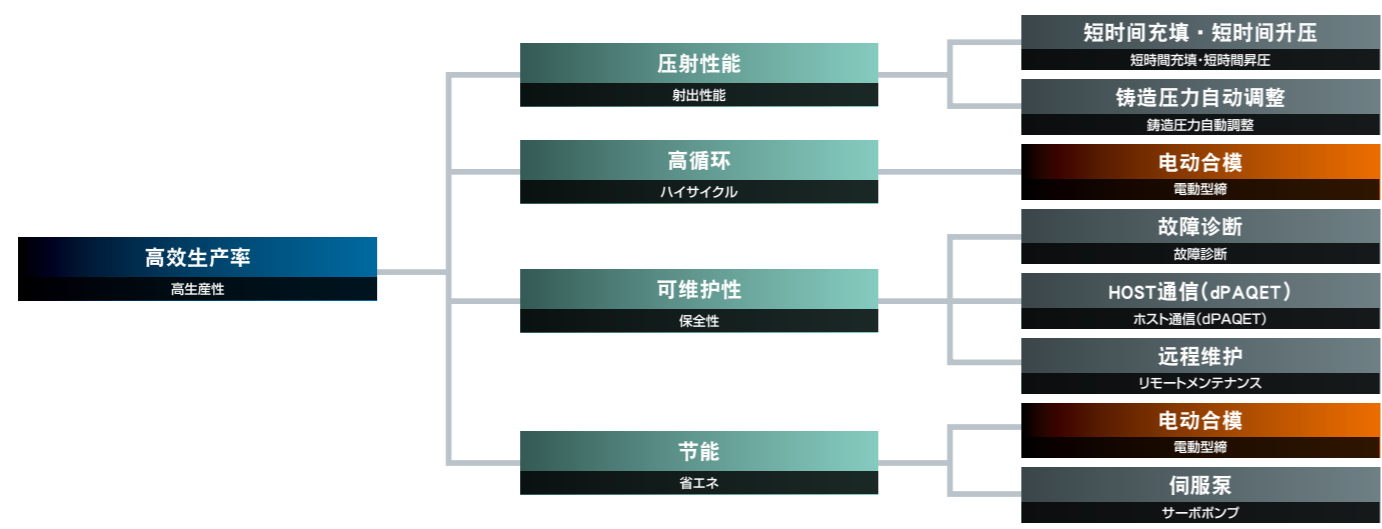 高效生产率
高生産性
压射性能
射出性能
短时间充填・短时间升压
短時間充填・短時間昇圧
铸造压力自动调整
鋳造圧力自動調整
高循环
ハイサイクル
电动合模
電動型締
可维护性
保全性
故障诊断
故障診断
HOST通信(dPAQET)
ホスト通信(dPAQET)
远程维护
リモートメンテナンス
节能
省エネ
电动合模
電動型締
伺服泵
サーボポンプ